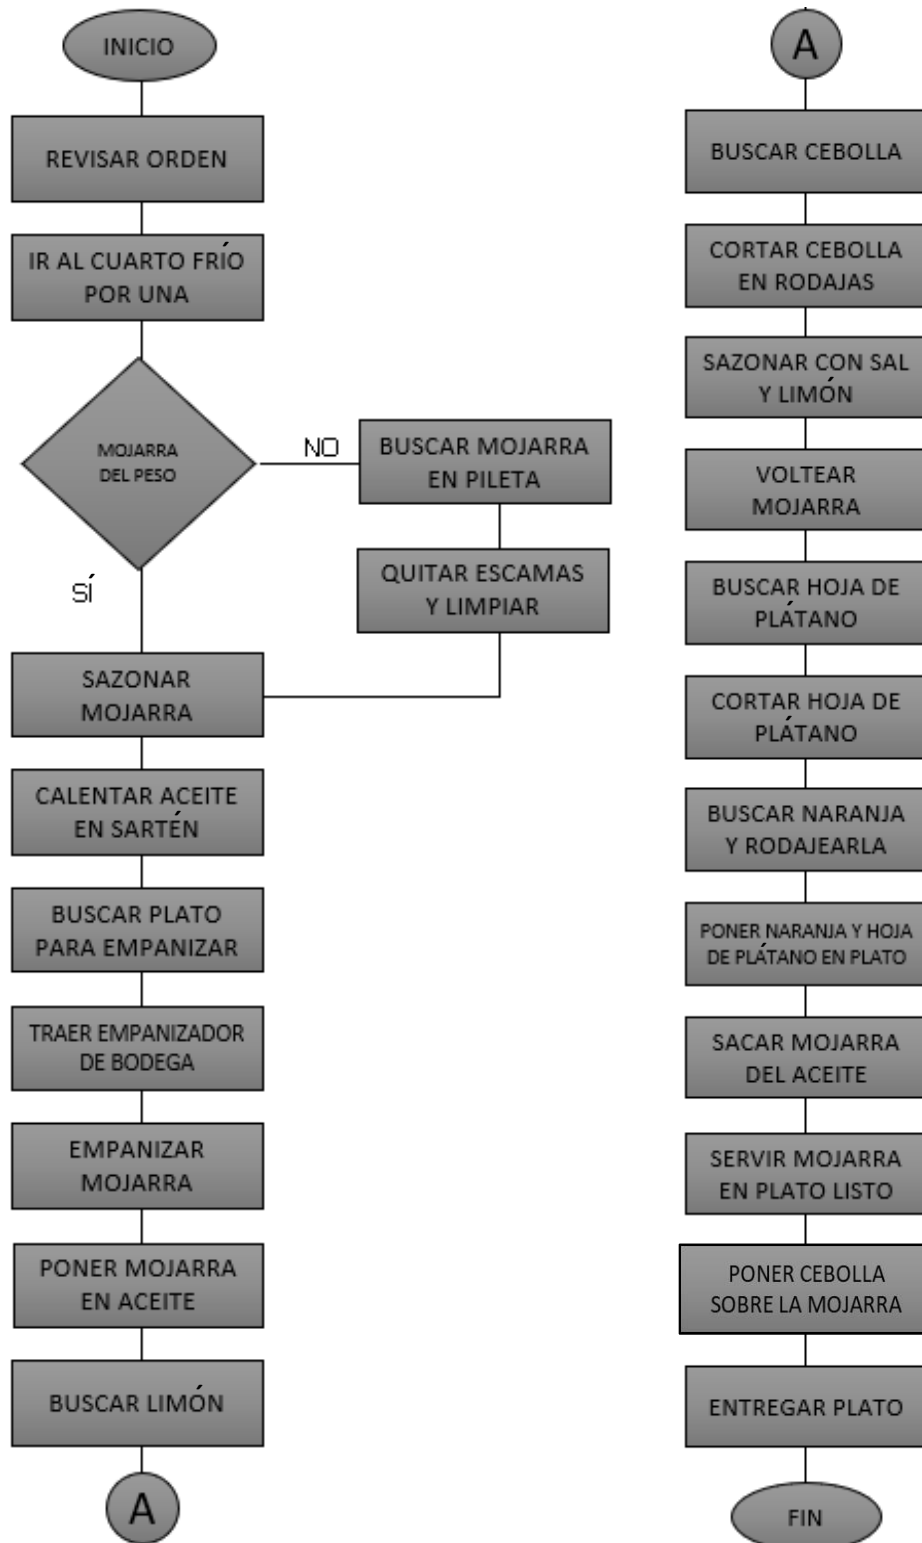 INICIO
REVISAR ORDEN
IR AL CUARTO FRÍO
POR UNA
MOJARRA
DEL PESO
NO
BUSCAR MOJARRA
EN PILETA
QUITAR ESCAMAS
Y LIMPIAR
SÍ
SAZONAR
MOJARRA
CALENTAR ACEITE
EN SARTÉN
BUSCAR PLATO
PARA EMPANIZAR
TRAER EMPANIZADOR
DE BODEGA
EMPANIZAR
MOJARRA
PONER MOJARRA
EN ACEITE
BUSCAR LIMÓN
A
A
BUSCAR CEBOLLA
CORTAR CEBOLLA
EN RODAJAS
SAZONAR CON SAL
Y LIMÓN
VOLTEAR
MOJARRA
BUSCAR HOJA DE
PLÁTANO
CORTAR HOJA DE
PLÁTANO
BUSCAR NARANJA
Y RODAJEARLA
PONER NARANJA Y HOJA
DE PLÁTANO EN PLATO
SACAR MOJARRA
DEL ACEITE
SERVIR MOJARRA
EN PLATO LISTO
PONER CEBOLLA
SOBRE LA MOJARRA
ENTREGAR PLATO
FIN